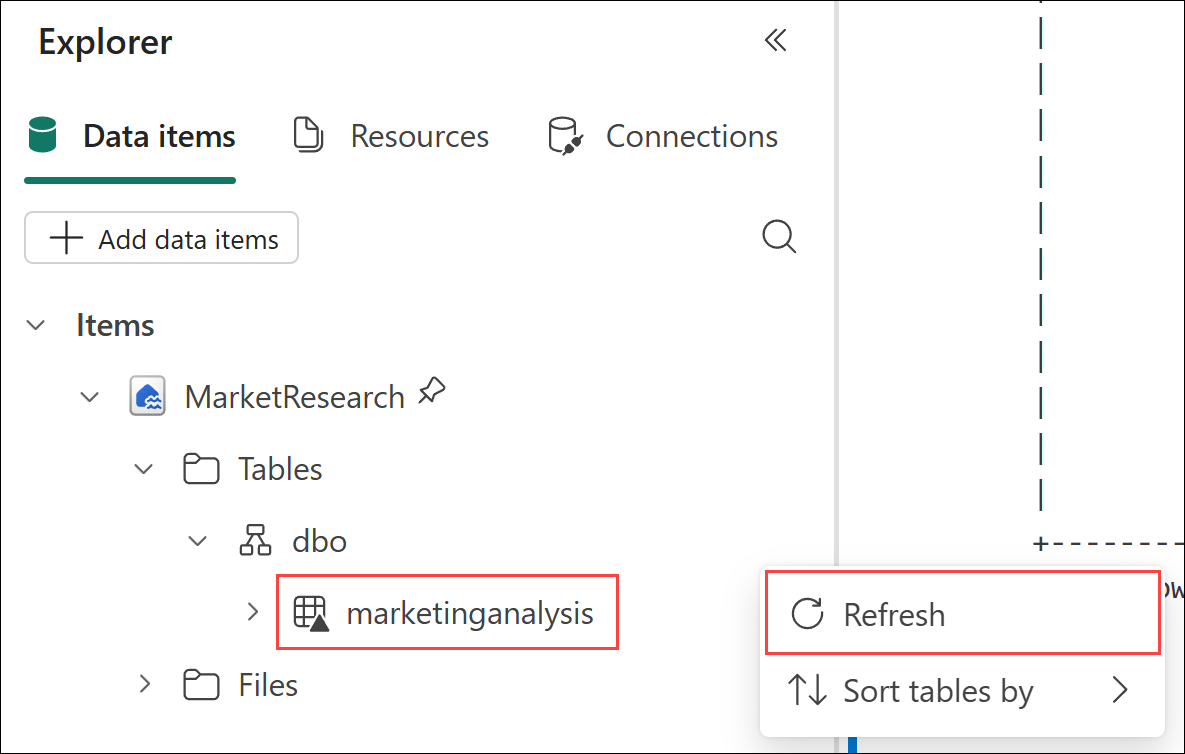 Explorer
Data items Resources Connections
Add data items
Items
MarketResearch
Tables
dbo
marketinganalysis
Refresh
Files
Sort tables by